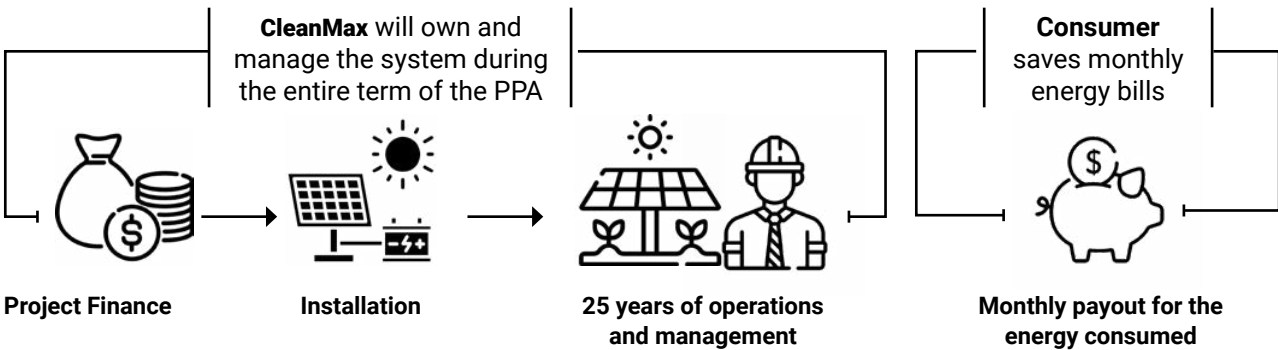 CleanMax will own and
manage the system during
the entire term of the PPA
Consumer
saves monthly
energy bills
$
$
Project Finance
Installation
25 years of operations
and management
Monthly payout for the
energy consumed